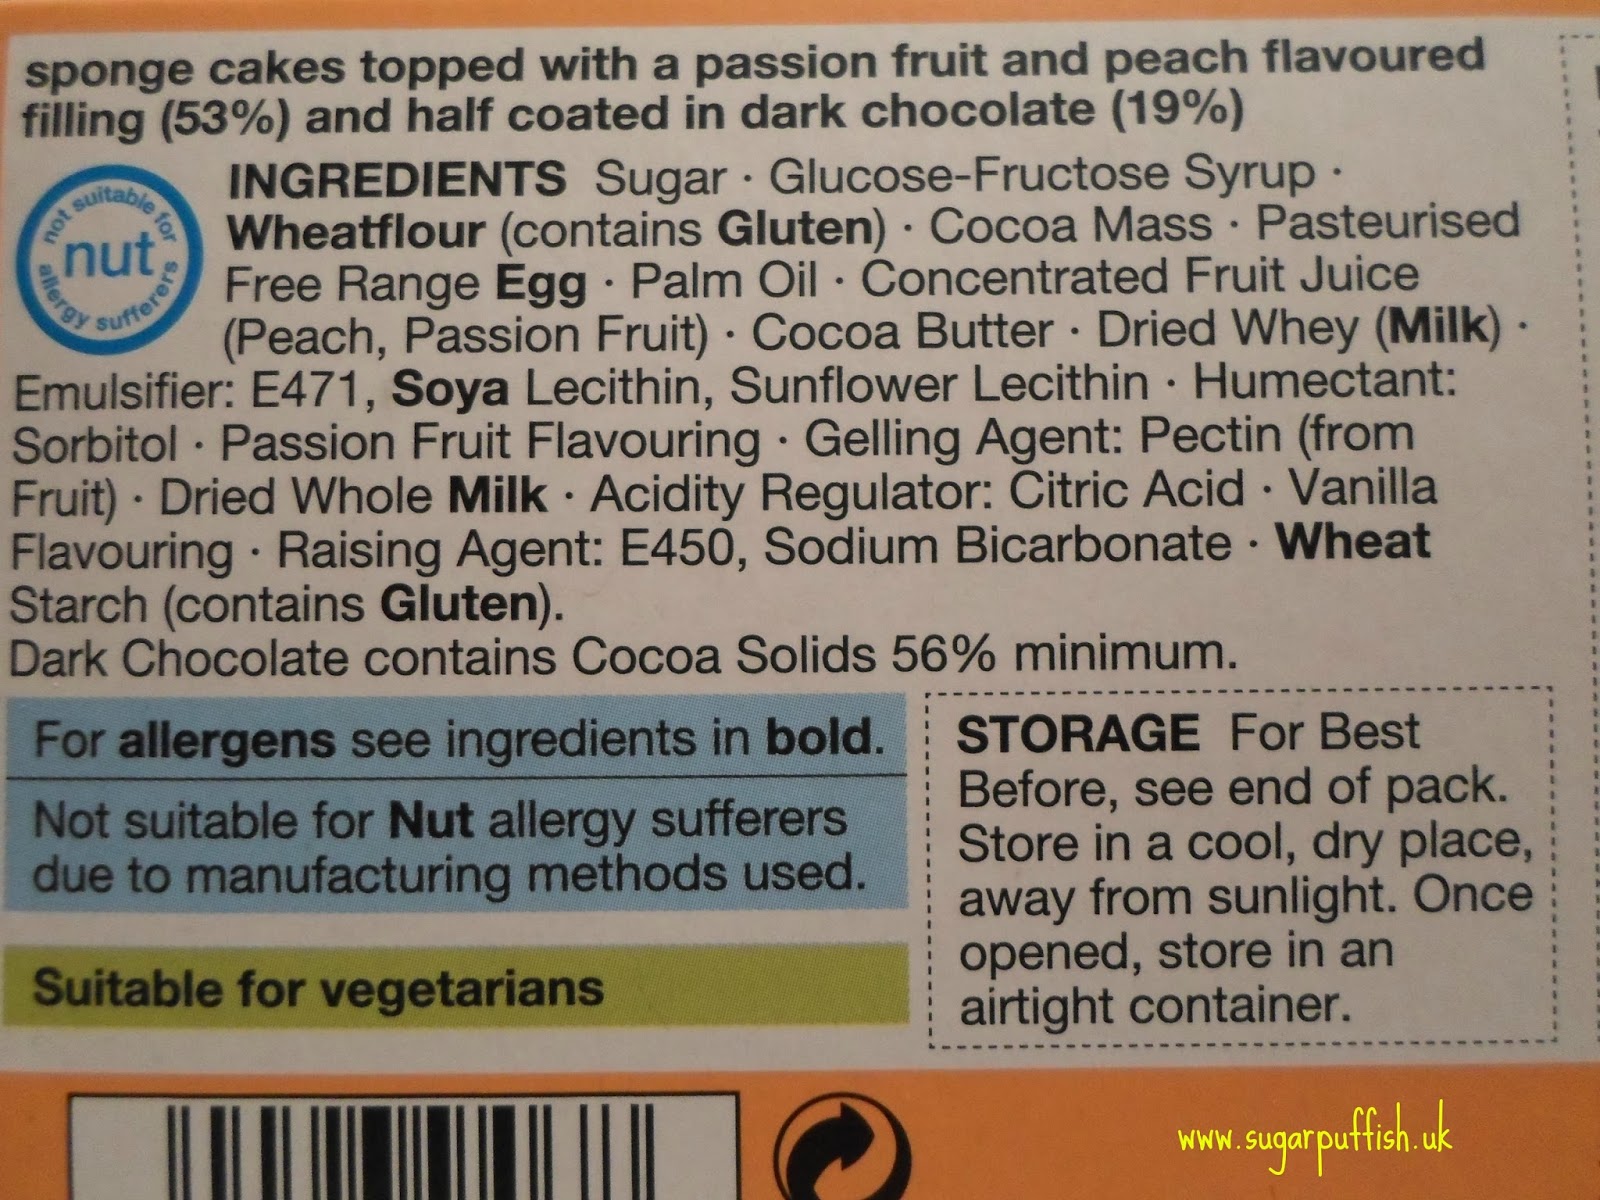 sponge cakes topped with a passion fruit and peach flavoured
filling (53%) and half coated in dark chocolate (19%)
not suitable for
nut
allergy sufferers
INGREDIENTS Sugar · Glucose-Fructose Syrup ·
Wheatflour (contains Gluten) · Cocoa Mass · Pasteurised
Free Range Egg · Palm Oil · Concentrated Fruit Juice
(Peach, Passion Fruit) · Cocoa Butter · Dried Whey (Milk) ·
Emulsifier: E471, Soya Lecithin, Sunflower Lecithin · Humectant:
Sorbitol · Passion Fruit Flavouring · Gelling Agent: Pectin (from
Fruit) · Dried Whole Milk · Acidity Regulator: Citric Acid · Vanilla
Flavouring · Raising Agent: E450, Sodium Bicarbonate · Wheat
Starch (contains Gluten).
Dark Chocolate contains Cocoa Solids 56% minimum.
For allergens see ingredients in bold.
Not suitable for Nut allergy sufferers
due to manufacturing methods used.
Suitable for vegetarians
STORAGE For Best
Before, see end of pack.
Store in a cool, dry place,
away from sunlight. Once
opened, store in an
airtight container.
www.sugarpuffish.uk